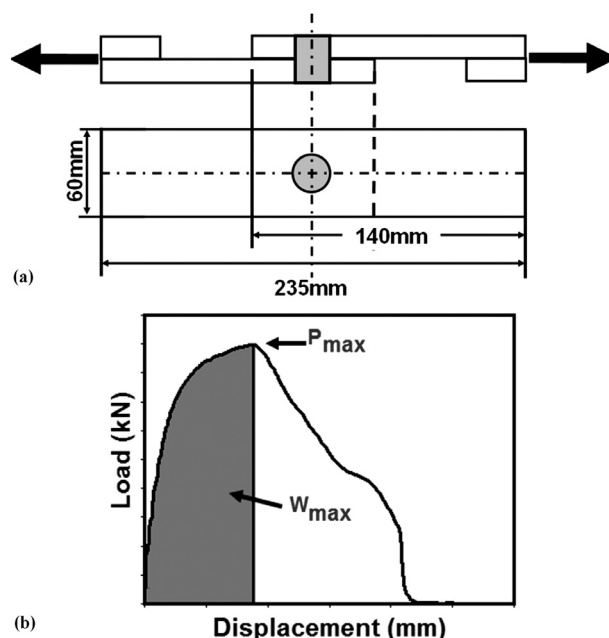 60mm
140mm
(a)
235mm
Pmax
Load (kN)
Wmax
(b)
Displacement (mm)